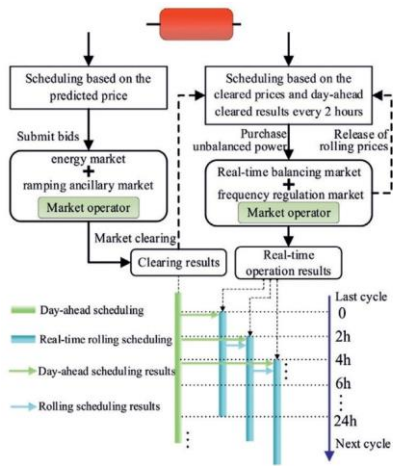 Scheduling based on the
predicted price
Scheduling based on the
cleared prices and day-ahead
cleared results every 2 hours
Submit bids
Purchase
unbalanced power
Release of
rolling prices
energy market
+
ramping ancillary market
Market operator
Real-time balancing market
+
frequency regulation market
Market operator
Market clearing
Clearing results
Real-time
operation results
Day-ahead scheduling
Real-time rolling scheduling
Day-ahead scheduling results
Rolling scheduling results
Last cycle
0
2h
4h
6h
24h
Next cycle